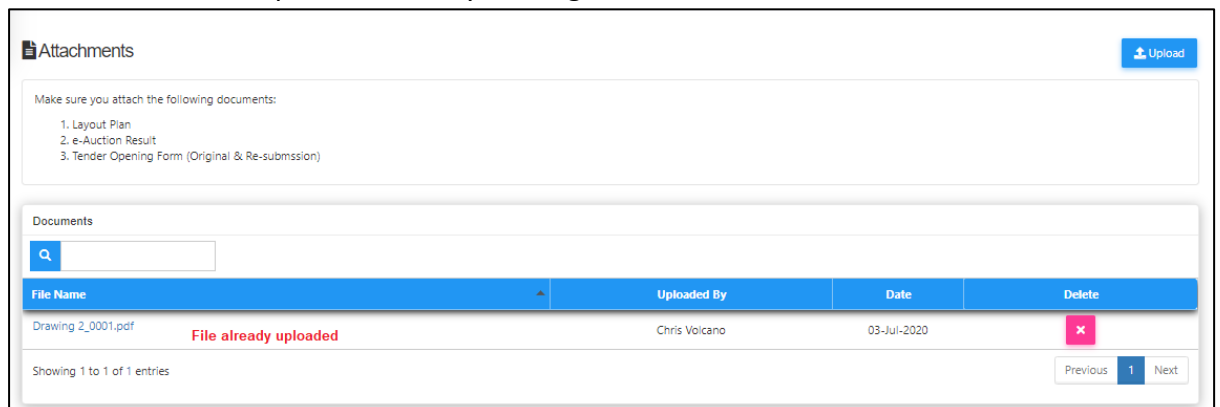 Attachments
Upload
Make sure you attach the following documents:
1. Layout Plan
2. e-Auction Result
3. Tender Opening Form (Original & Re-submssion)
Documents
File Name Uploaded By Date Delete
Drawing 2_0001.pdf File already uploaded Chris Volcano 03-Jul-2020
Showing 1 to 1 of 1 entries Previous 1 Next